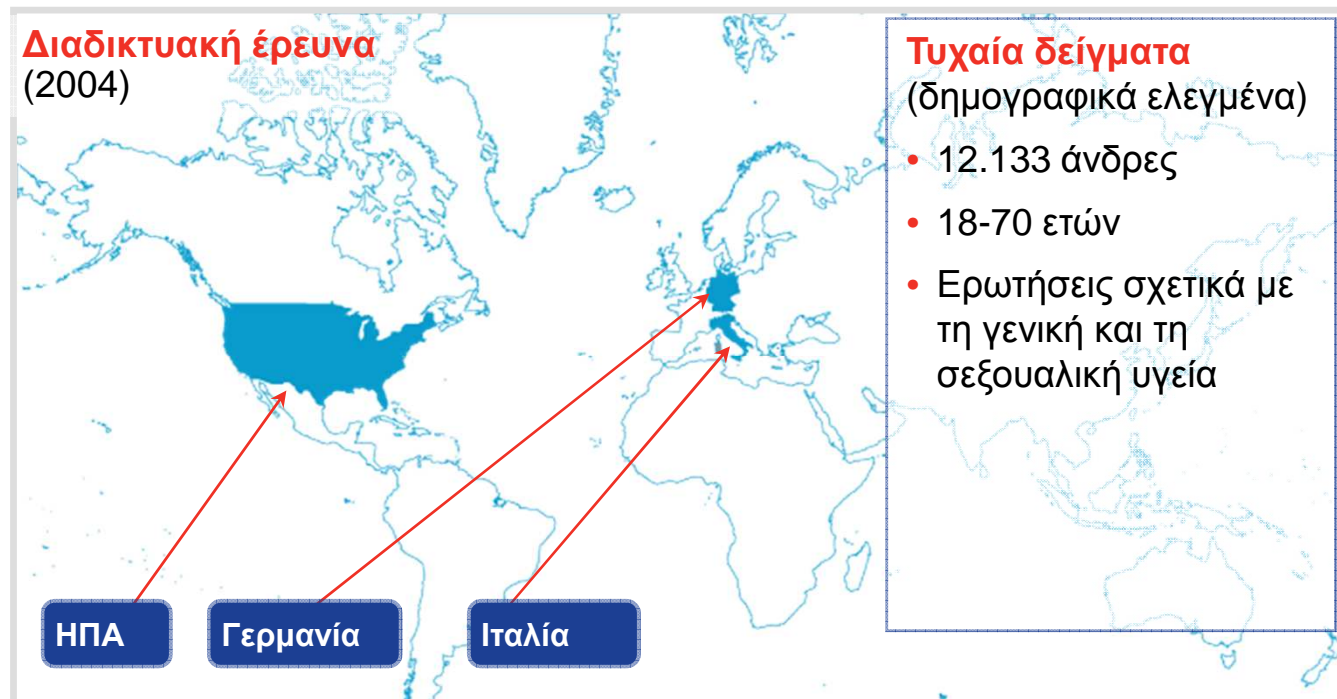 Διαδικτυακή έρευνα
(2004)
Τυχαία δείγματα
(δημογραφικά ελεγμένα)
• 12.133 άνδρες
• 18-70 ετών
• Ερωτήσεις σχετικά με
τη γενική και τη
σεξουαλική υγεία
ΗΠΑ
Γερμανία
Ιταλία